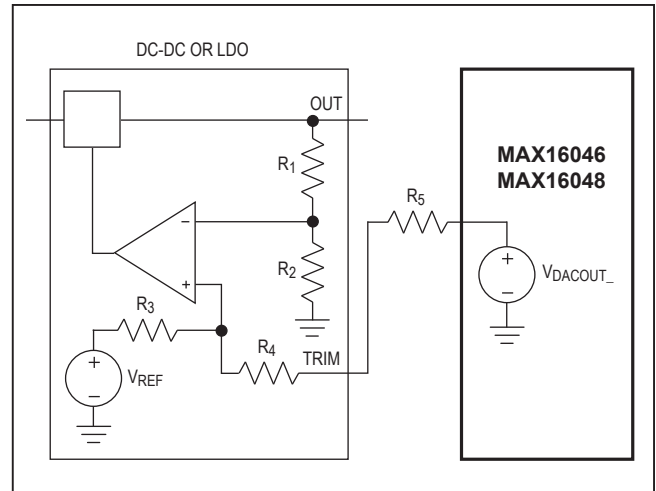 DC-DC OR LDO
OUT
R1
MAX16046
MAX16048
R5
R2
VDACOUT_
R3
R4
TRIM
VREF
−
+
+
−
+
−